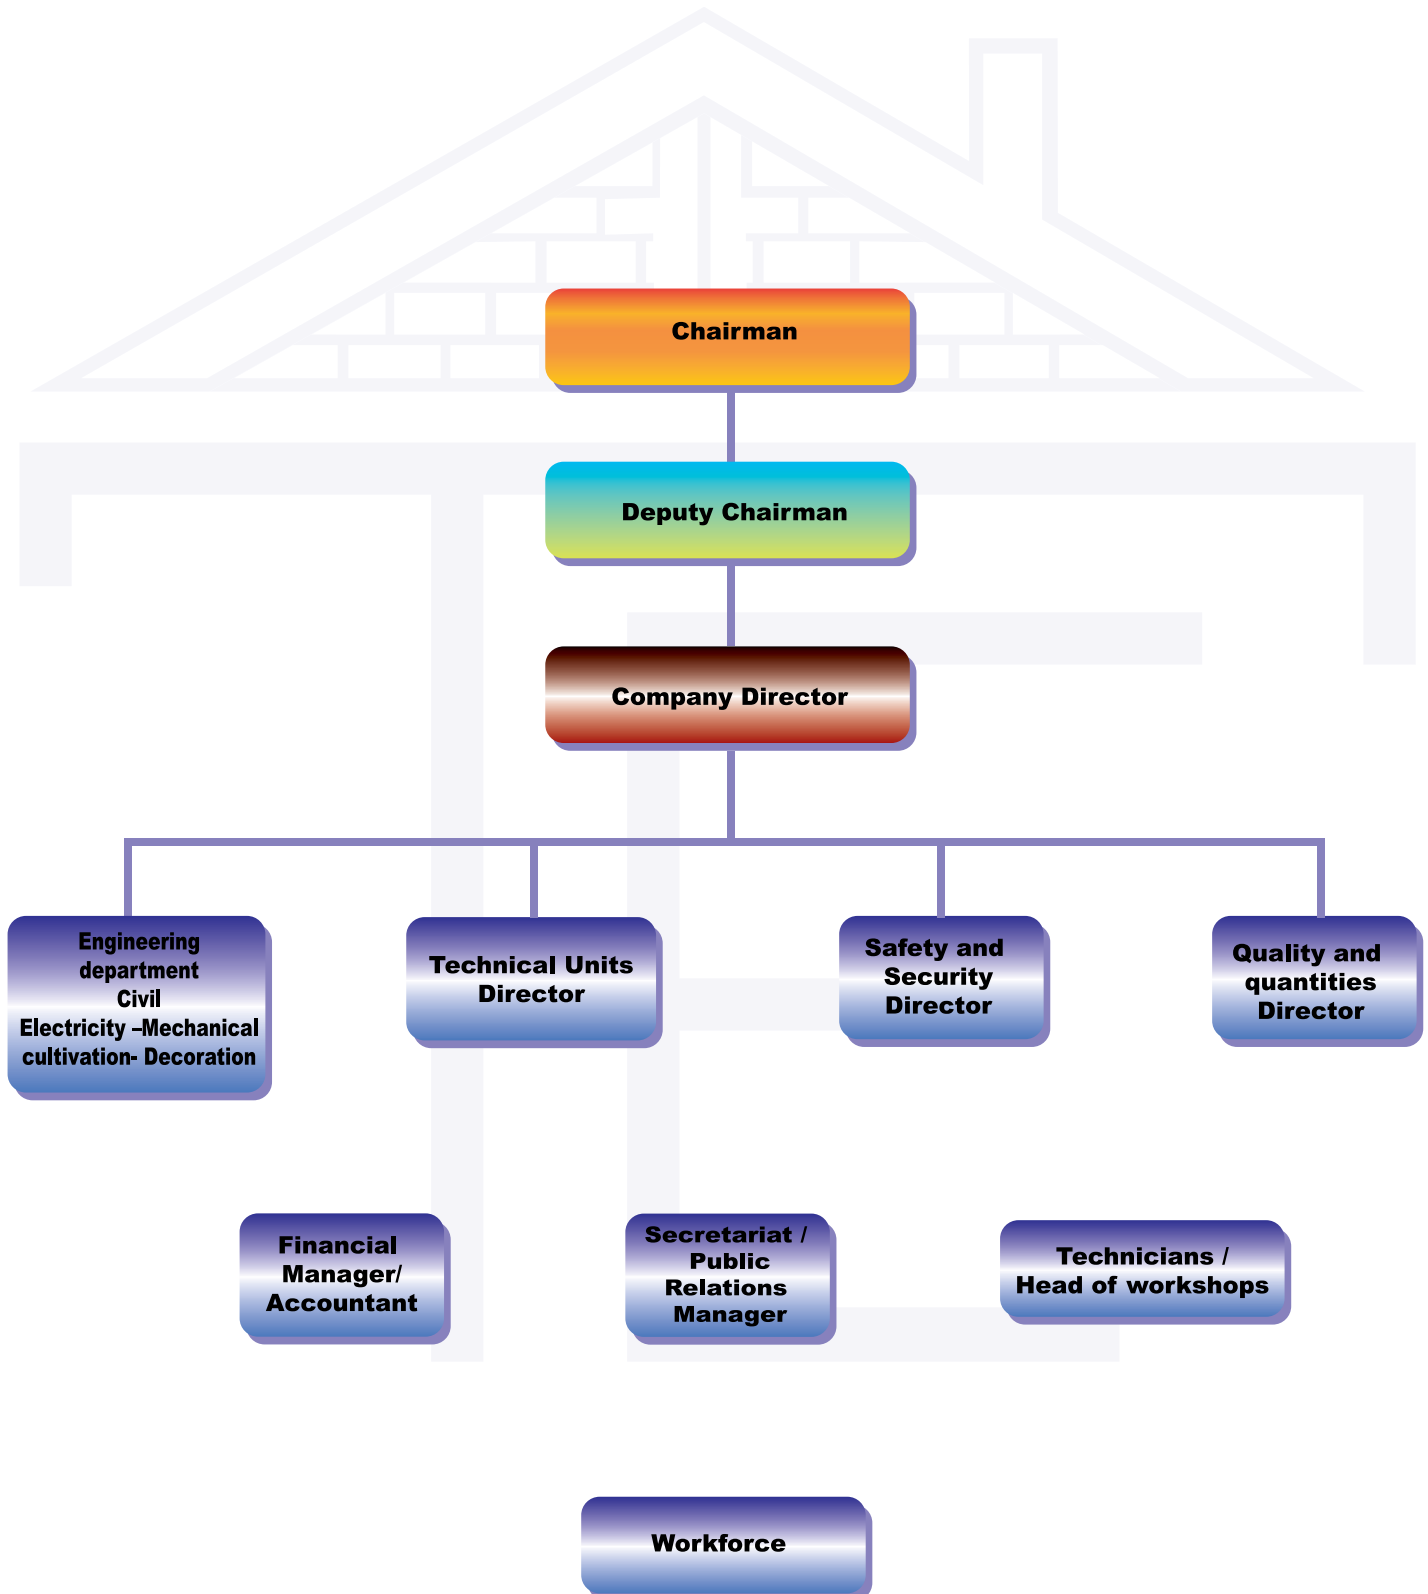 Chairman
Deputy Chairman
Company Director
Engineering
department
Civil
Electricity –Mechanical
cultivation- Decoration
Technical Units
Director
Safety and
Security
Director
Quality and
quantities
Director
Financial
Manager/
Accountant
Secretariat /
Public
Relations
Manager
Technicians /
Head of workshops
Workforce